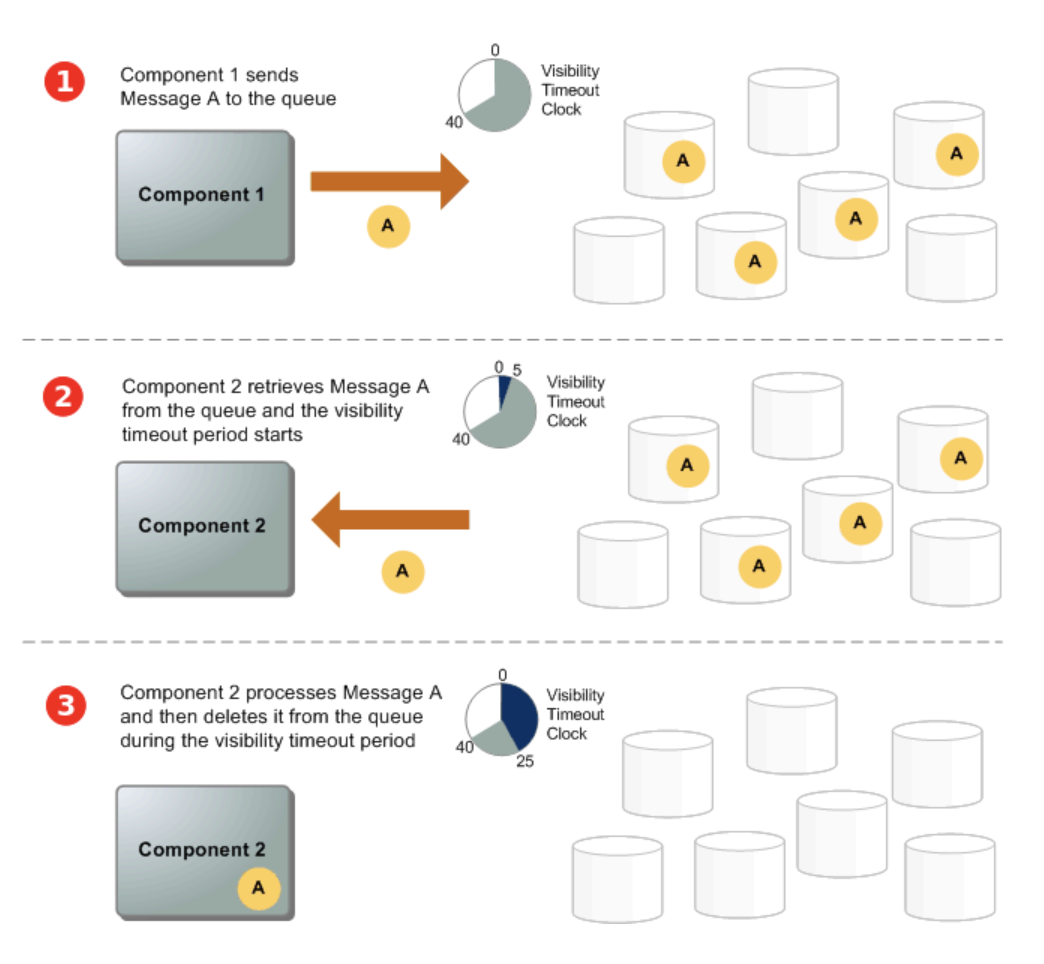 1
Component 1 sends
Message A to the queue
0
40
Visibility
Timeout
Clock
Component 1
A
A
A
A
A
2
Component 2 retrieves Message A
from the queue and the visibility
timeout period starts
0 5
40
Visibility
Timeout
Clock
Component 2
A
A
A
A
A
3
Component 2 processes Message A
and then deletes it from the queue
during the visibility timeout period
0
40
25
Visibility
Timeout
Clock
Component 2
A